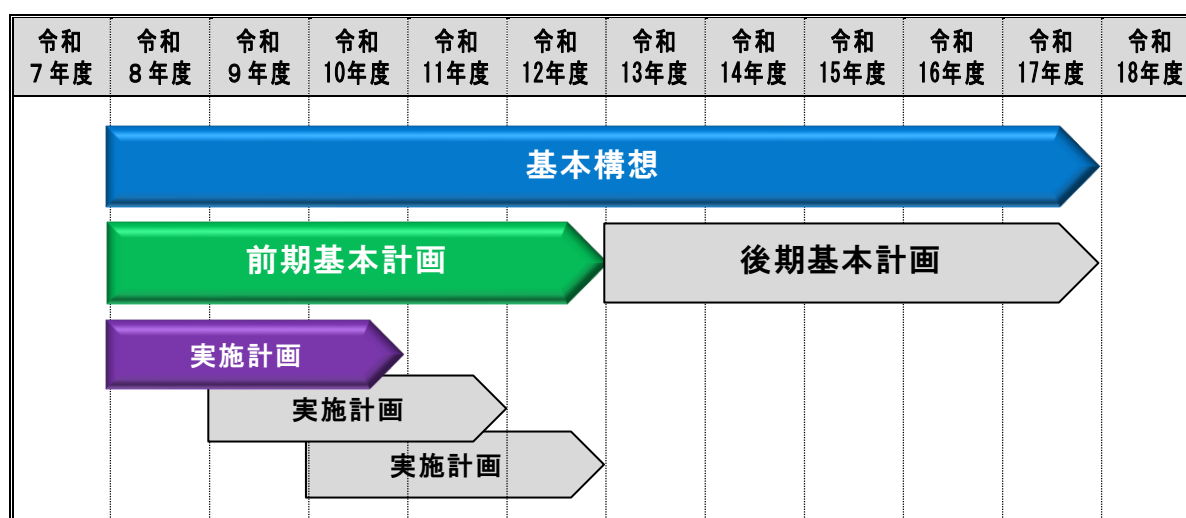 令和 令和 令和 令和 令和 令和 令和 令和 令和 令和 令和 令和
７年度 ８年度 ９年度 10年度 11年度 12年度 13年度 14年度 15年度 16年度 17年度 18年度
基本構想
前期基本計画 後期基本計画
実施計画
実施計画
実施計画